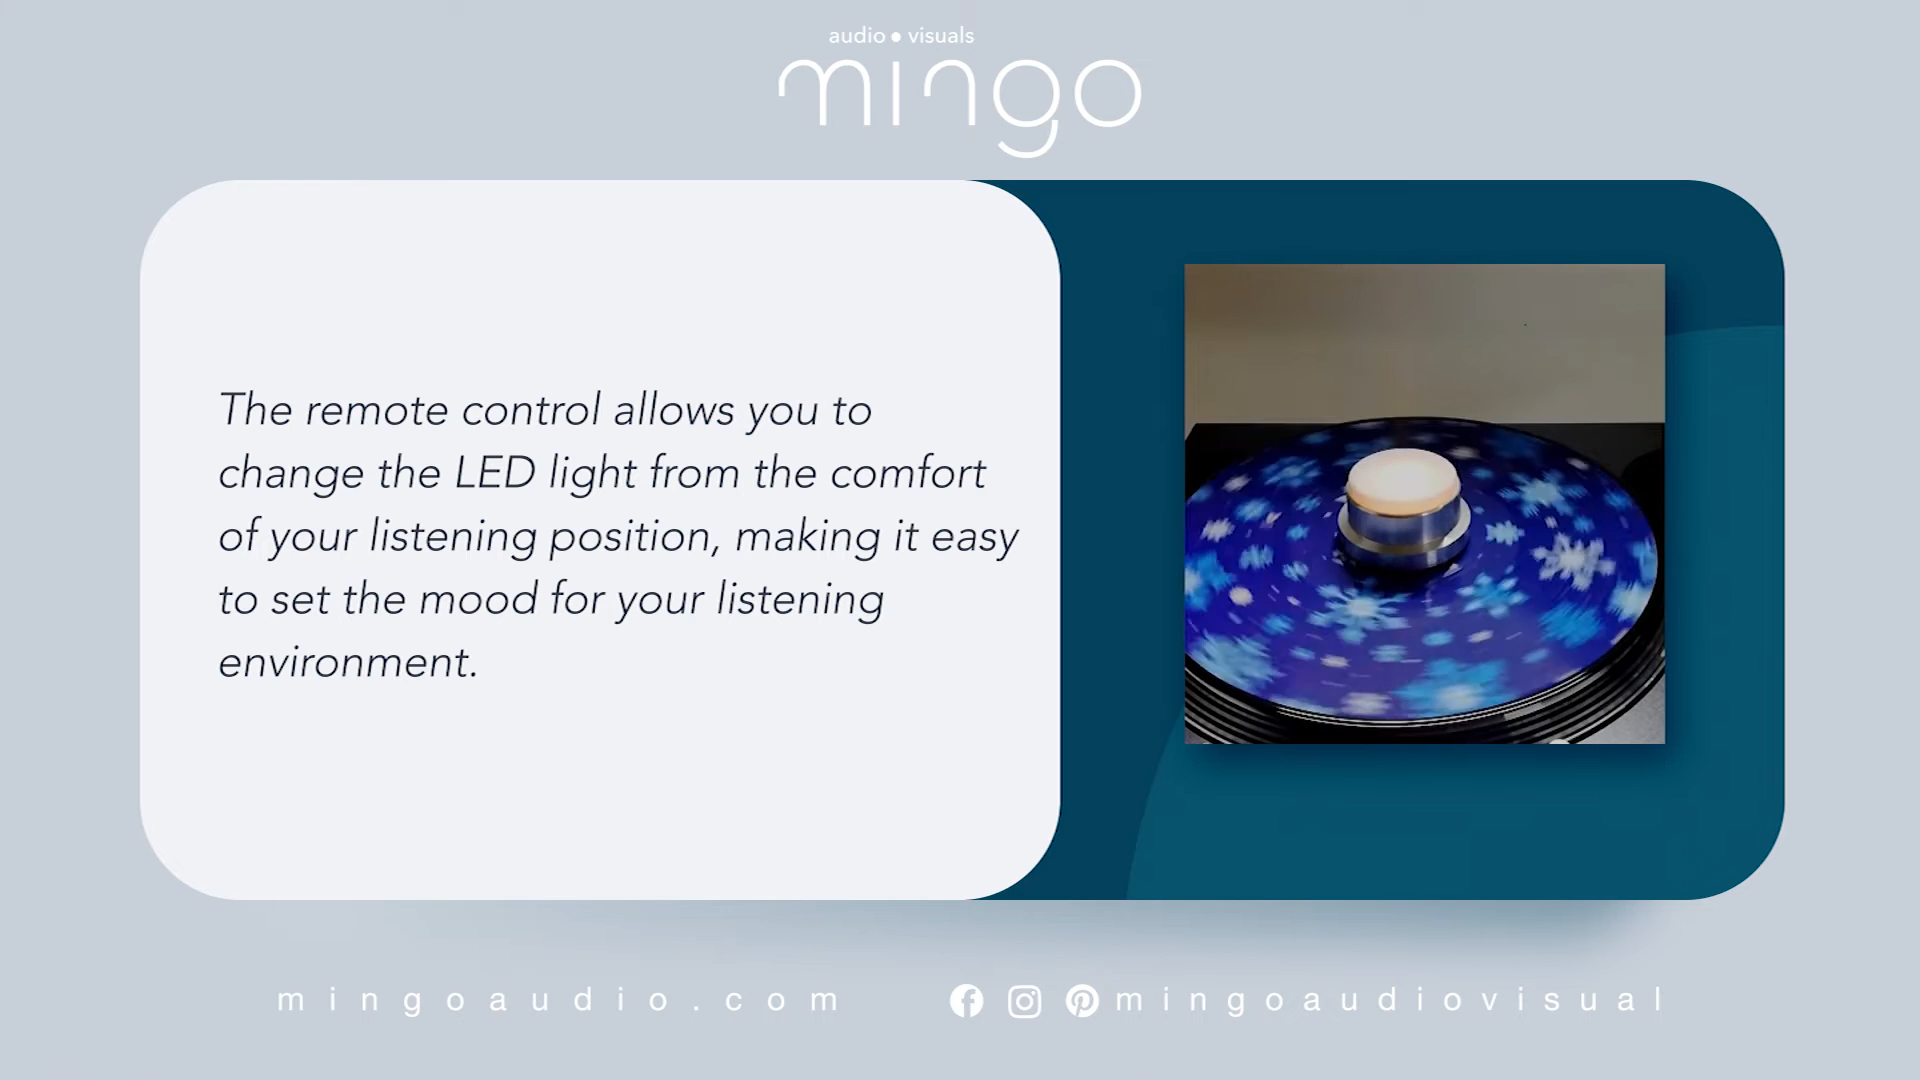 audio • visuals
mingo
The remote control allows you to
change the LED light from the comfort
of your listening position, making it easy
to set the mood for your listening
environment.
mingoaudio.com
mingoaudiovisual